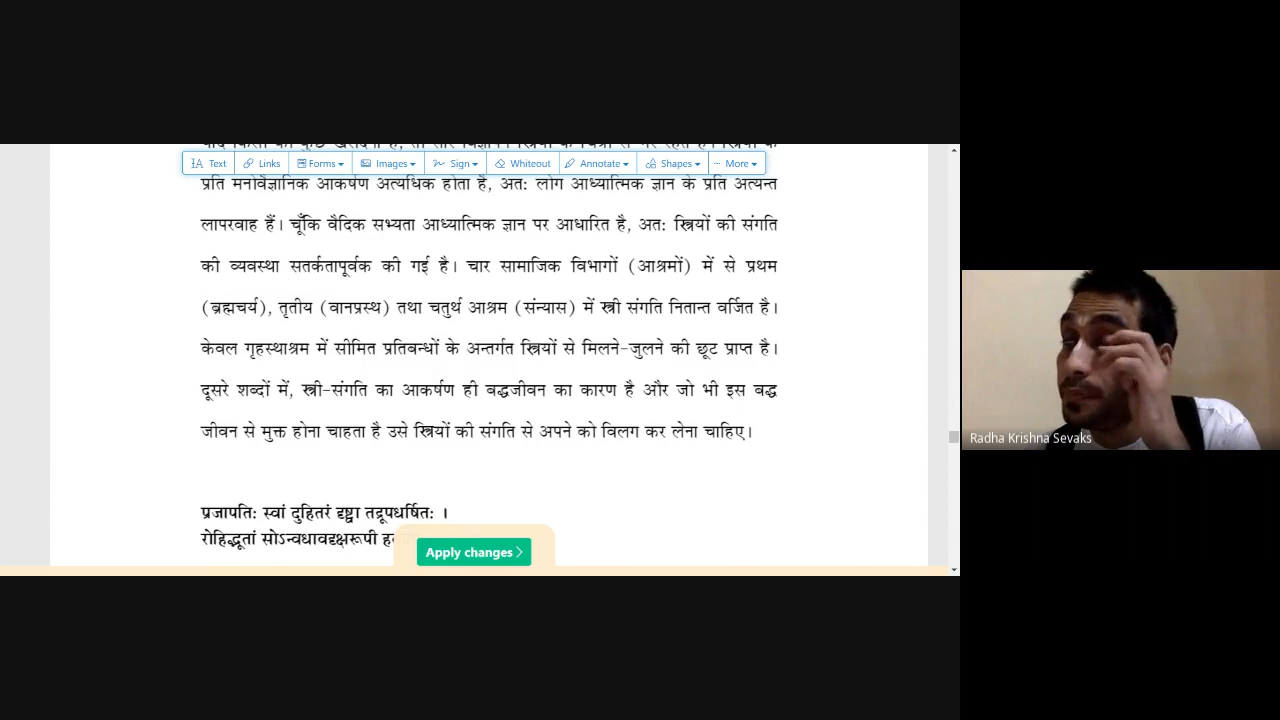 Text Links Forms Images Sign Whiteout Annotate Shapes More
प्रति मनोवैज्ञानिक आकर्षण अत्यधिक होता है, अतः लोग आध्यात्मिक ज्ञान के प्रति अत्यन्त
लापरवाह हैं। चूँकि वैदिक सभ्यता आध्यात्मिक ज्ञान पर आधारित है, अतः स्त्रियों की संगति
की व्यवस्था सतर्कतापूर्वक की गई है। चार सामाजिक विभागों (आश्रमों) में से प्रथम
(ब्रह्मचर्य), तृतीय (वानप्रस्थ) तथा चतुर्थ आश्रम (संन्यास) में स्त्री संगति नितान्त वर्जित है।
केवल गृहस्थाश्रम में सीमित प्रतिबन्धों के अन्तर्गत स्त्रियों से मिलने-जुलने की छूट प्राप्त है।
दूसरे शब्दों में, स्त्री-संगति का आकर्षण ही बद्धजीवन का कारण है और जो भी इस बद्ध
जीवन से मुक्त होना चाहता है उसे स्त्रियों की संगति से अपने को विलग कर लेना चाहिए।
Radha Krishna Sevaks
प्रजापतिः स्वां दुहितरं दृष्ट्वा तद्रूपधर्षितः ।
रोहिद्भूतां सोऽन्वधावदृक्षरूपी
Apply changes